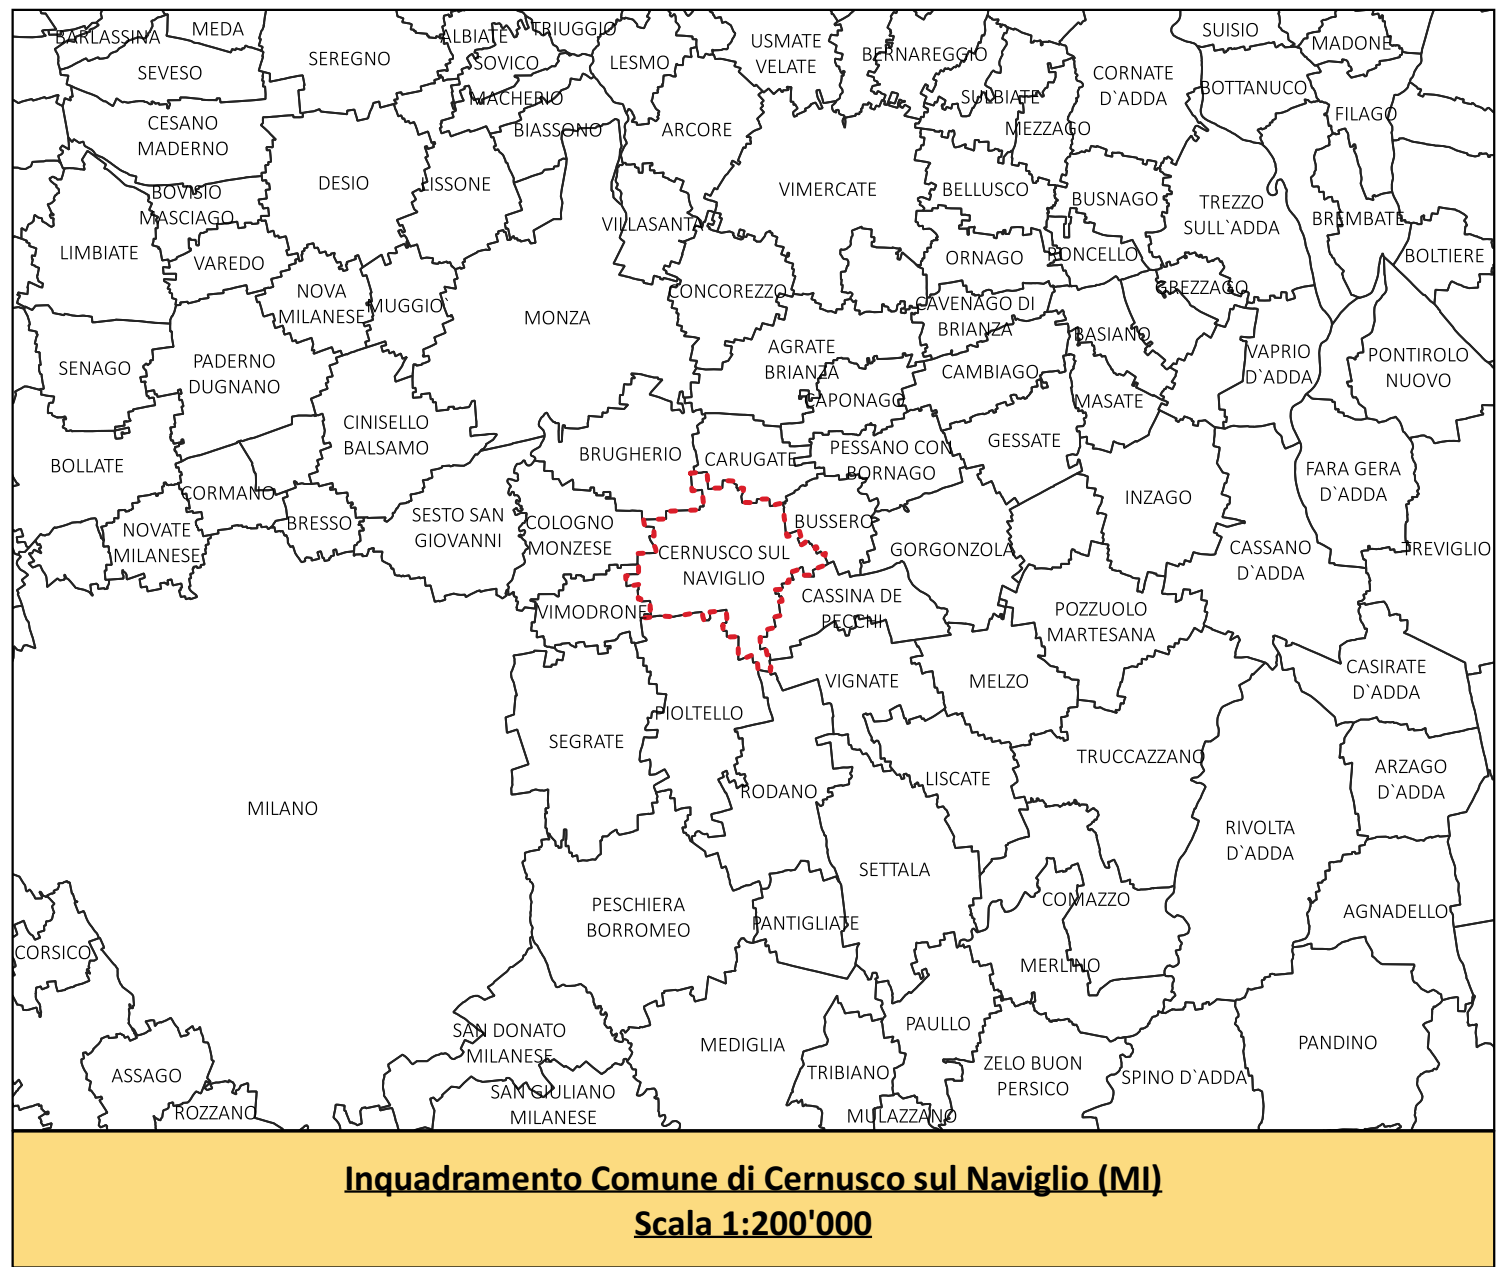 BARLASSINA
MEDA
SEREGNO
ALBIATE
TRIUGGIO
SOVICO
LESMO
USMATE
VELATE
BERNAREGGIO
SUISIO
MADONE
SEVESO
MACHERIO
SULBIATE
CORNATE
D`ADDA
BOTTANUCO
FILAGO
CESANO
MADERNO
BIASSONO
ARCORE
MEZZAGO
DESIO
LISSONE
VIMERCATE
BELLUSCO
BUSNAGO
TREZZO
SULL`ADDA
BREMBATE
BOVISIO
MASCIAGO
VILLASANTA
LIMBIATE
VAREDO
ORNAGO
RONCELLO
BOLTIERE
NOVA
MILANESE
MUGGIO`
MONZA
CONCOREZZO
CAVENAGO DI
BRIANZA
GREZZAGO
BASIANO
SENAGO
PADERNO
DUGNANO
AGRATE
BRIANZA
CAMBIAGO
VAPRIO
D`ADDA
PONTIROLO
NUOVO
CAPONAGO
MASATE
CINISELLO
BALSAMO
BOLLATE
BRUGHERIO
CARUGATE
PESSANO CON
BORNAGO
GESSATE
FARA GERA
D`ADDA
CORMANO
INZAGO
NOVATE
MILANESE
BRESSO
SESTO SAN
GIOVANNI
COLOGNO
MONZESE
BUSSERO
CERNUSCO SUL
NAVIGLIO
GORGONZOLA
CASSANO
D`ADDA
TREVIGLIO
VIMODRONE
CASSINA DE
PECCHI
POZZUOLO
MARTESANA
VIGNATE
MELZO
CASIRATE
D`ADDA
PIOLTELLO
SEGRATE
TRUCCAZZANO
ARZAGO
D`ADDA
MILANO
RODANO
LISCATE
RIVOLTA
D`ADDA
SETTALA
PESCHIERA
BORROMEO
PANTIGLIATE
COMAZZO
AGNADELLO
CORSICO
MERLINO
SAN DONATO
MILANESE
MEDIGLIA
PAULLO
PANDINO
ASSAGO
TRIBIANO
ZELO BUON
PERSICO
SPINO D`ADDA
ROZZANO
SAN GIULIANO
MILANESE
MULAZZANO
Inquadramento Comune di Cernusco sul Naviglio (MI)
Scala 1:200'000